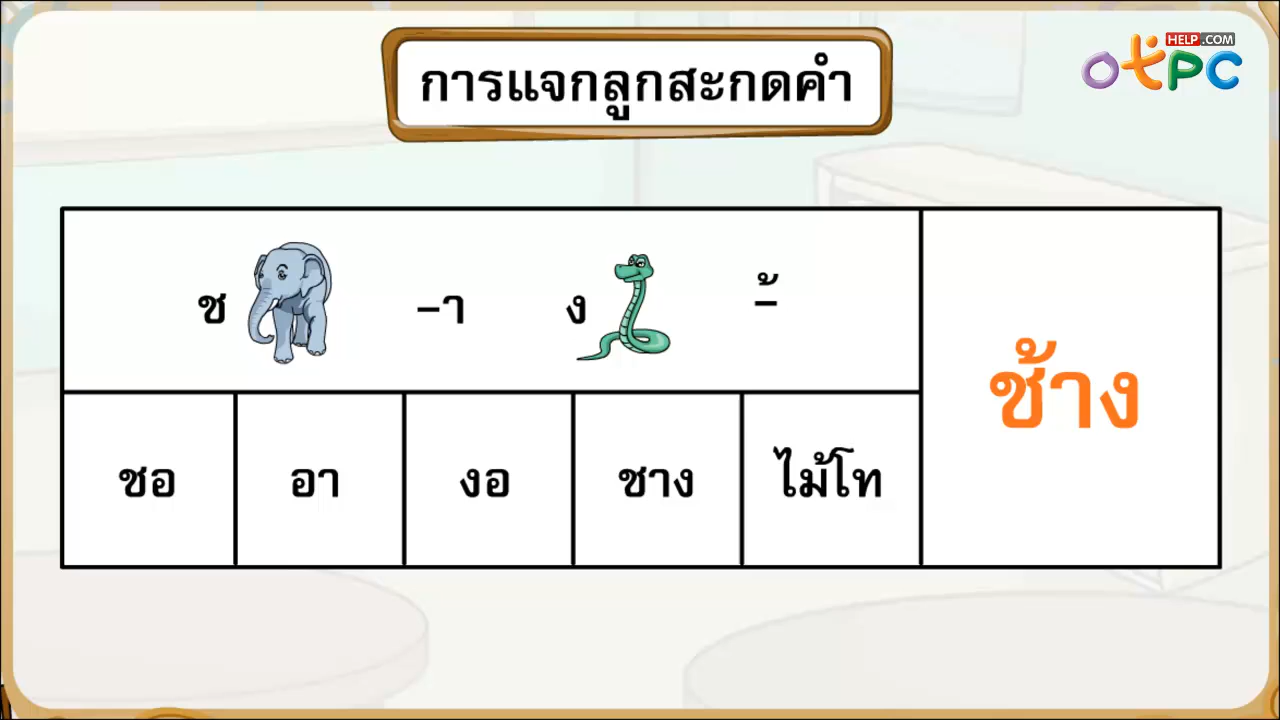 การแจกลูกสะกดคำ
HELP.COM
OTPC
ช –า ง –้
ช้าง
ชอ อา งอ ชาง ไม้โท